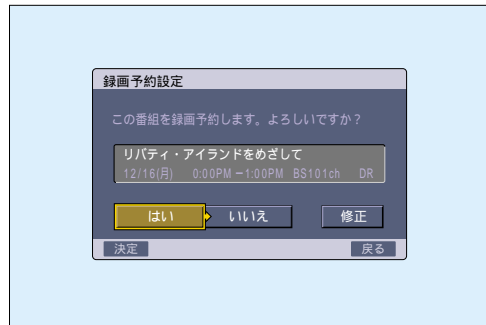 録画予約設定
この番組を録画予約します。よろしいですか？
リバティ・アイランドをめざして
12/16(月) 0:00PM－1:00PM BS101ch DR
はい いいえ 修正
決定 戻る